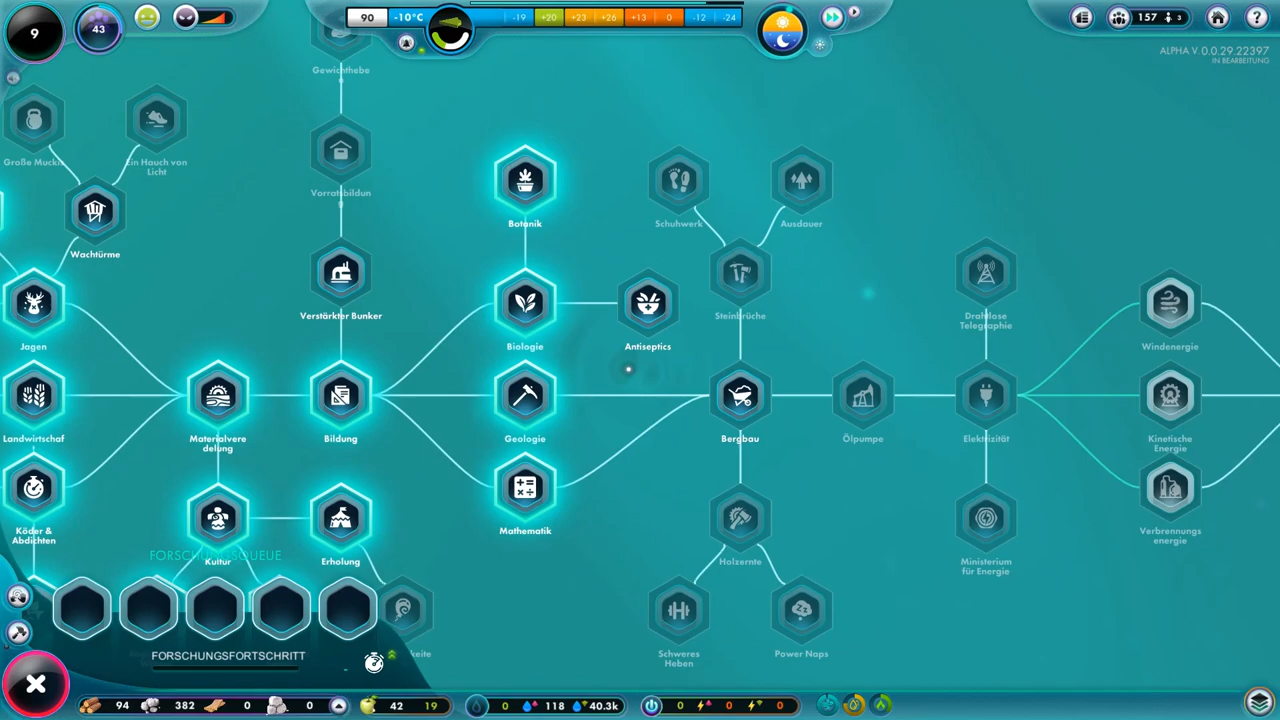 9
43
90
-10°C
-19
+20
+23
+26
+13
0
-12
-24
157
3
?
ALPHA V. 0.0.29.22397
IN BEARBEITUNG
Gewichthebe
Große Muckis
Ein Hauch von
Licht
Vorratsbildun
g
Botanik
Schuhwerk
Ausdauer
Wachtürme
Verstärkter Bunker
Steinbrüche
Drahtlose
Telegraphie
Jagen
Biologie
Antiseptics
Windenergie
Landwirtschaf
Materialvere
delung
Bildung
Geologie
Bergbau
Ölpumpe
Elektrizität
Kinetische
Energie
Köder &
Abdichten
Mathematik
Verbrennungs
energie
FORSCHUNGSQUEUE
Kultur
Erholung
Holzernte
Ministerium
für Energie
keite
Schweres
Heben
Power Naps
FORSCHUNGSFORTSCHRITT
-
94
382
0
0
42
19
0
118
40.3k
0
0
0